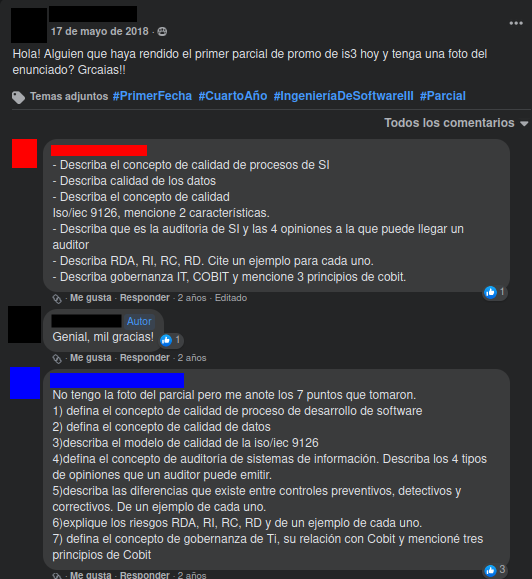 17 de mayo de 2018 ·
Hola! Alguien que haya rendido el primer parcial de promo de is3 hoy y tenga una foto del
enunciado? Grcaias!!
Temas adjuntos #PrimerFecha #CuartoAño #IngenieríaDeSoftwareIII #Parcial
Todos los comentarios
- Describa el concepto de calidad de procesos de SI
- Describa calidad de los datos
- Describa el concepto de calidad
Iso/iec 9126, mencione 2 características.
- Describa que es la auditoria de SI y las 4 opiniones a la que puede llegar un
auditor
- Describa RDA, RI, RC, RD. Cite un ejemplo para cada uno.
- Describa gobernanza IT, COBIT y mencione 3 principios de cobit.
1
· Me gusta · Responder · 2 años · Editado
Autor
Genial, mil gracias!
1
· Me gusta · Responder · 2 años
No tengo la foto del parcial pero me anote los 7 puntos que tomaron.
1) defina el concepto de calidad de proceso de desarrollo de software
2) defina el concepto de calidad de datos
3)describa el modelo de calidad de la iso/iec 9126
4)defina el concepto de auditoría de sistemas de información. Describa los 4 tipos
de opiniones que un auditor puede emitir.
5)describa las diferencias que existe entre controles preventivos, detectivos y
correctivos. De un ejemplo de cada uno.
6)explique los riesgos RDA, RI, RC, RD y de un ejemplo de cada uno.
7) defina el concepto de gobernanza de Ti, su relación con Cobit y mencioné tres
principios de Cobit
3
· Me gusta · Responder · 2 años